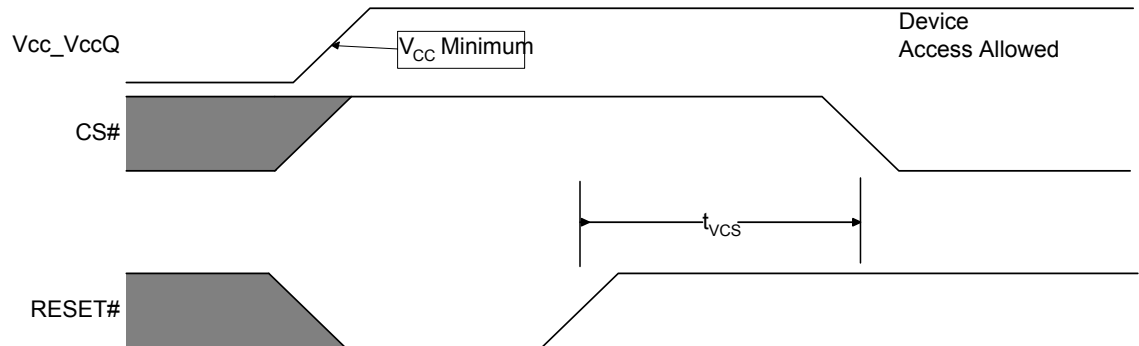 Vcc_VccQ
VCC Minimum
Device
Access Allowed
CS#
tVCS
RESET#